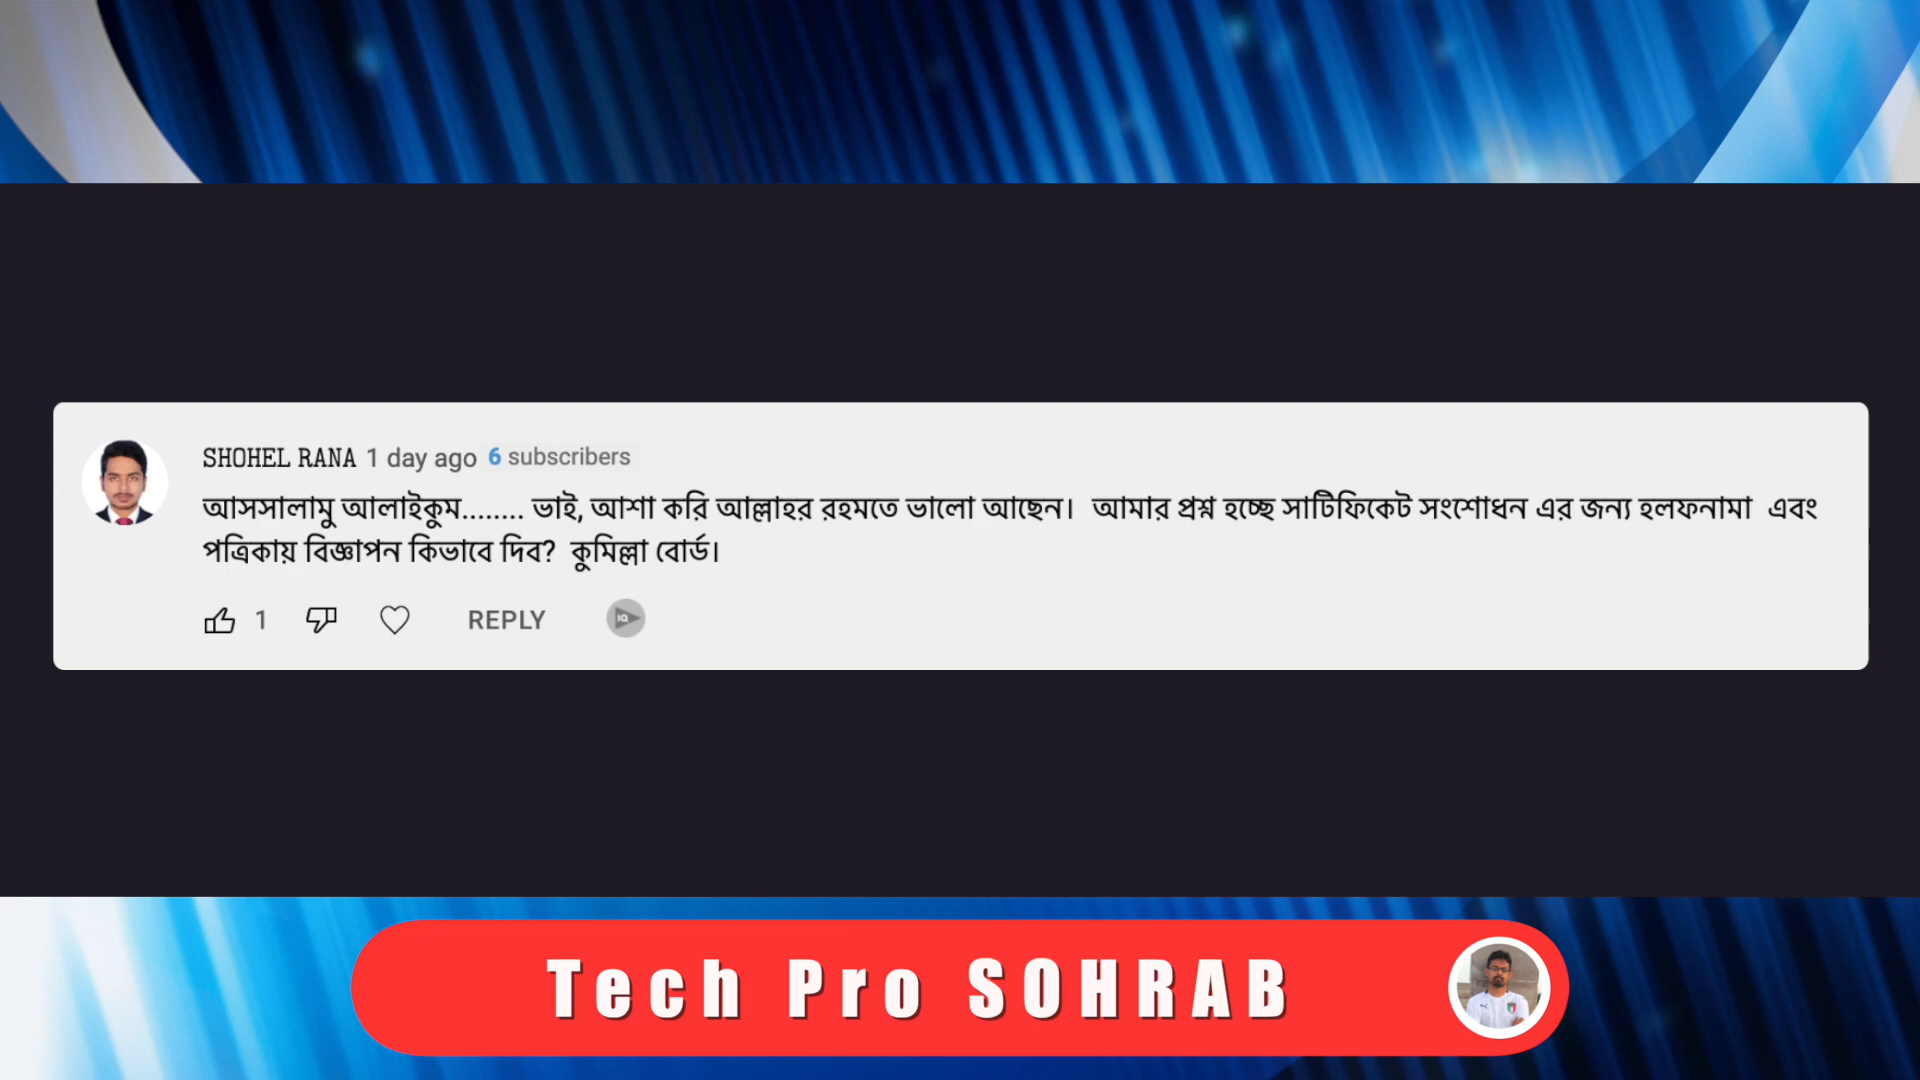 SHOHEL RANA 1 day ago 6 subscribers
আসসালামু আলাইকুম........ ভাই, আশা করি আল্লাহর রহমতে ভালো আছেন। আমার প্রশ্ন হচ্ছে সার্টিফিকেট সংশোধন এর জন্য হলফনামা এবং
পত্রিকায় বিজ্ঞাপন কিভাবে দিব? কুমিল্লা বোর্ড।
1 REPLY IQ
Tech Pro SOHRAB